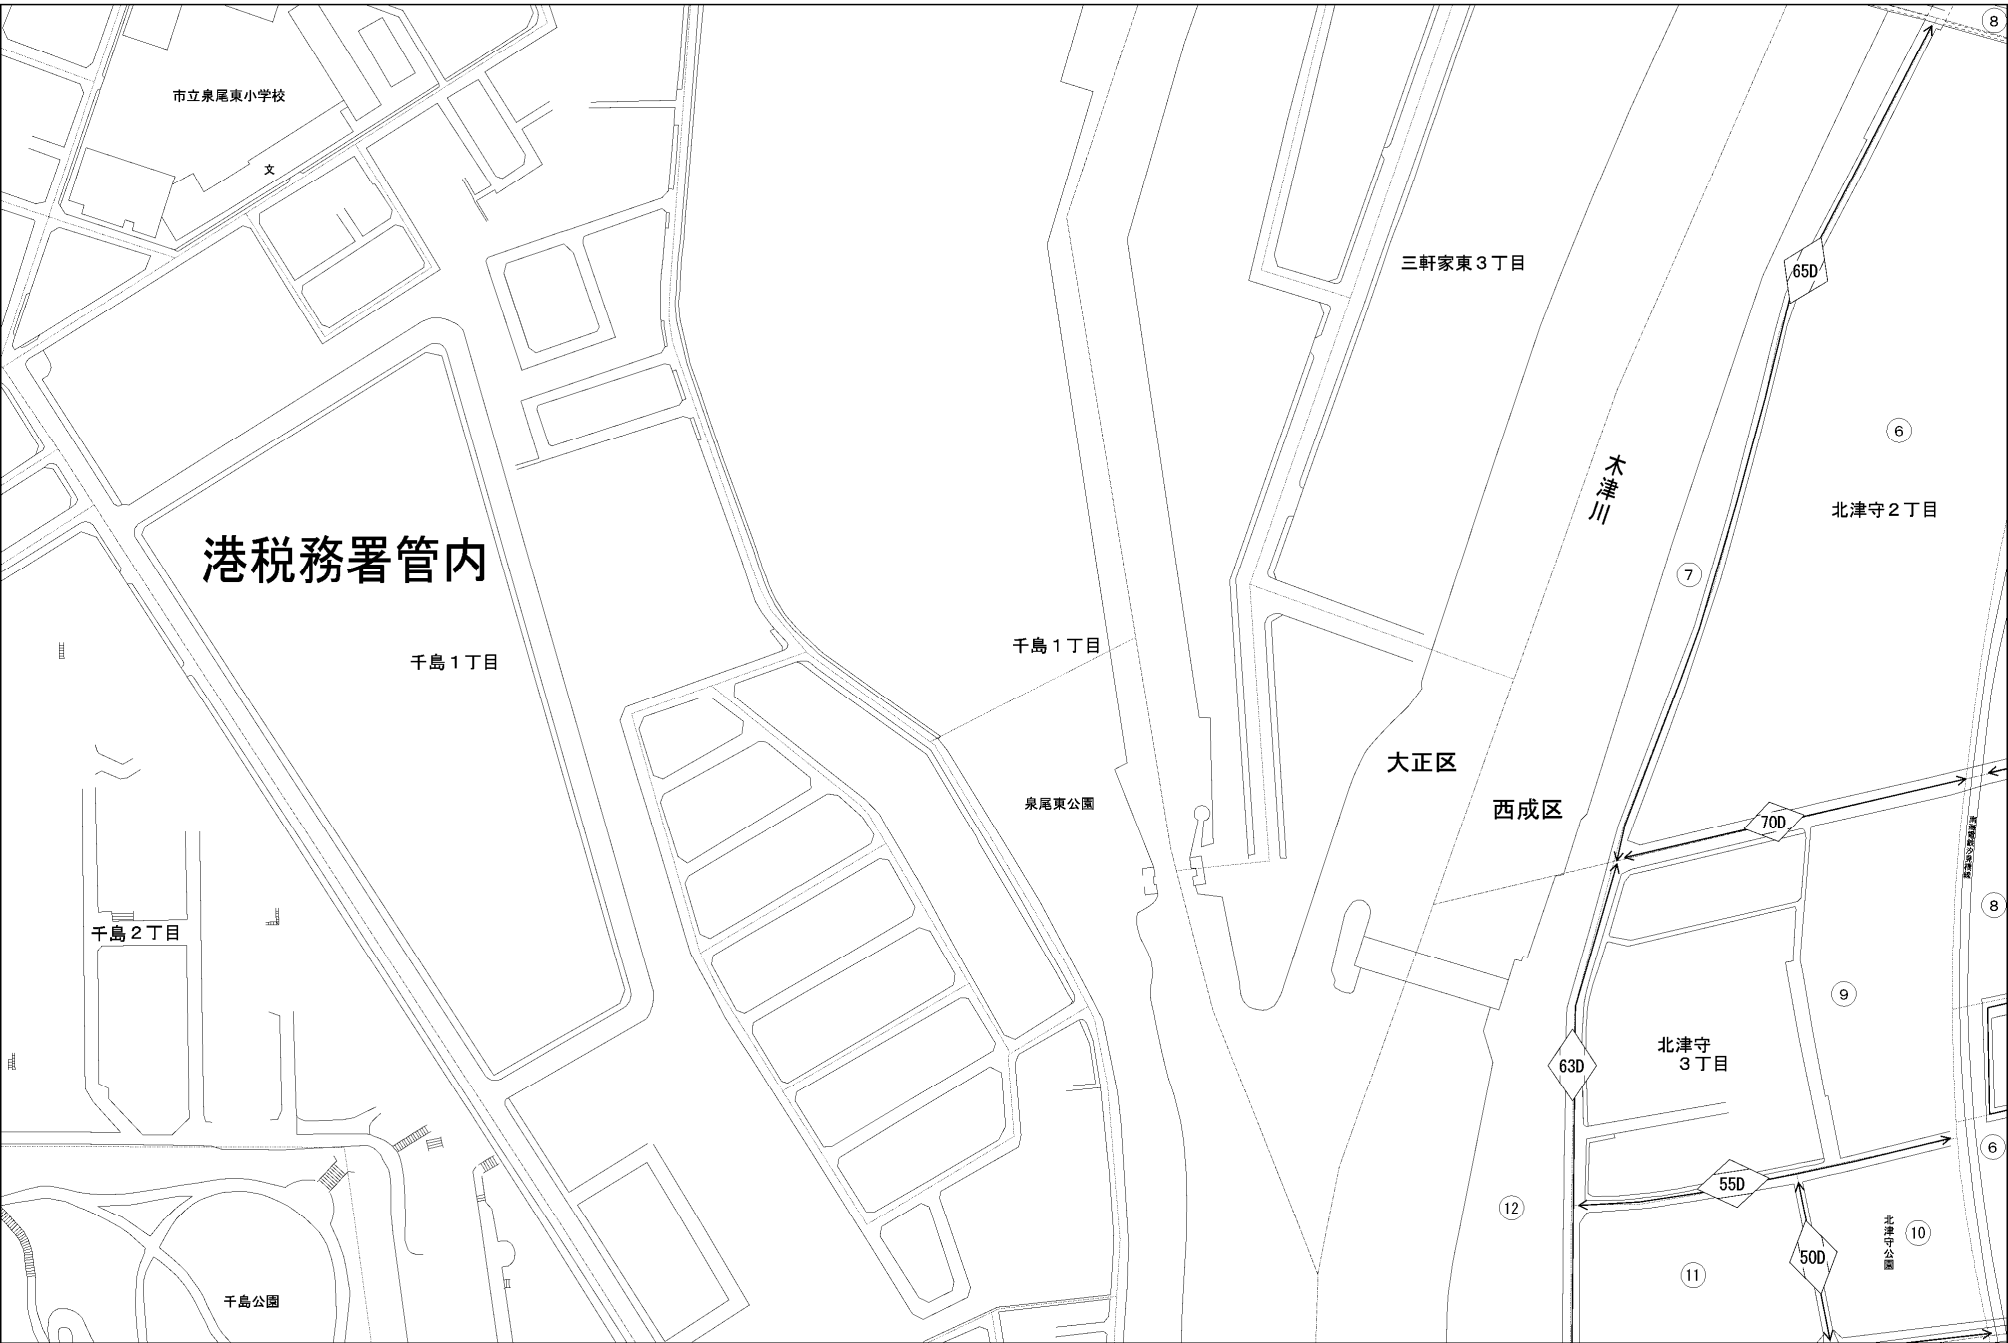 8
市立泉尾東小学校
文
三軒家東3丁目
65D
6
木津川
北津守2丁目
港税務署管内
7
千島1丁目
千島1丁目
大正区
泉尾東公園
西成区
70D
8
千島2丁目
9
北津守
3丁目
63D
6
55D
12
10
北津守公園
50D
11
千島公園